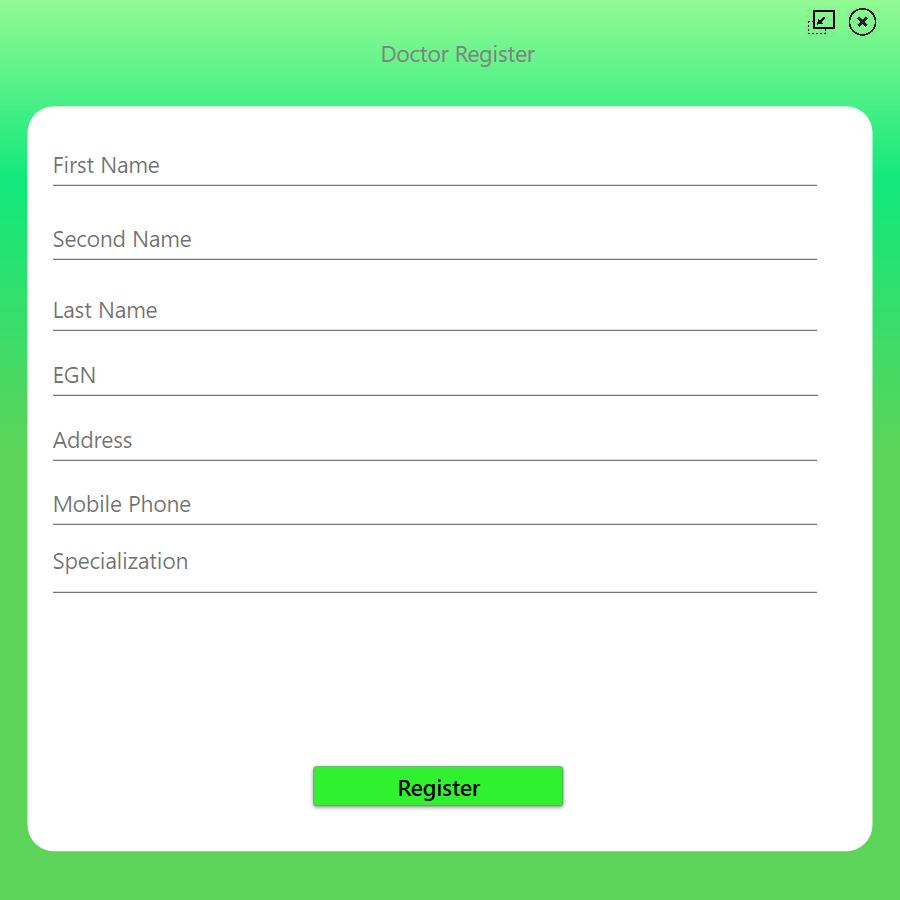 Doctor Register
First Name
Second Name
Last Name
EGN
Address
Mobile Phone
Specialization
Register